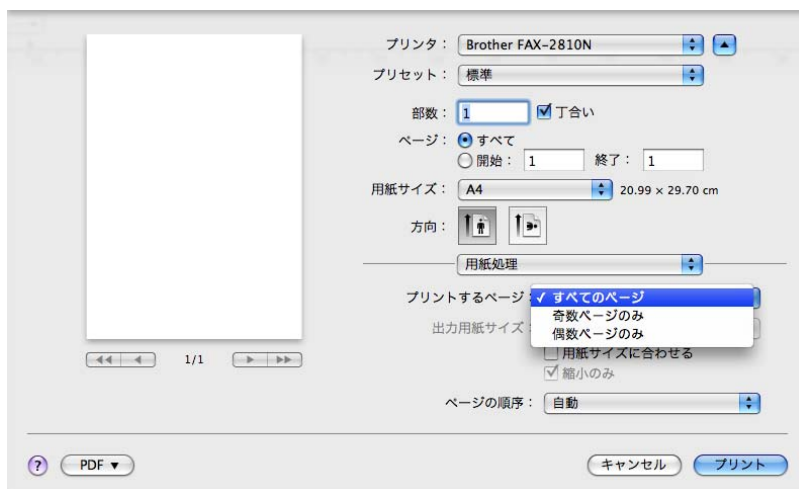 プリンタ： Brother FAX-2810N
プリセット： 標準
部数： 1 丁合い
ページ： すべて
開始： 1 終了： 1
用紙サイズ： A4 20.99 × 29.70 cm
方向：
用紙処理
プリントするページ： すべてのページ
奇数ページのみ
偶数ページのみ
出力用紙サイズ：
用紙サイズに合わせる
縮小のみ
1/1
ページの順序： 自動
? PDF ▼ キャンセル プリント